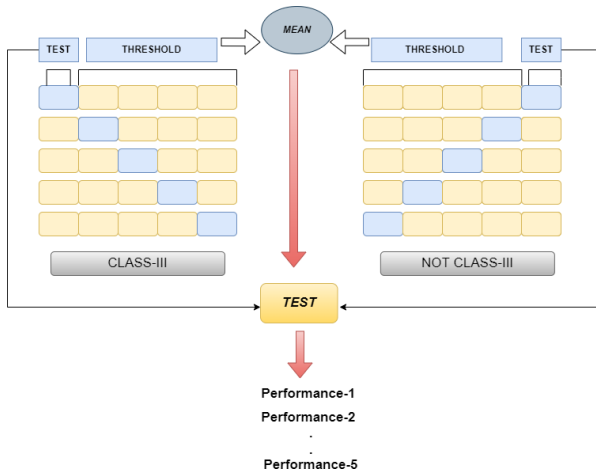 MEAN
TEST
THRESHOLD
THRESHOLD
TEST
CLASS-III
NOT CLASS-III
TEST
Performance-1
Performance-2
.
.
Performance-5